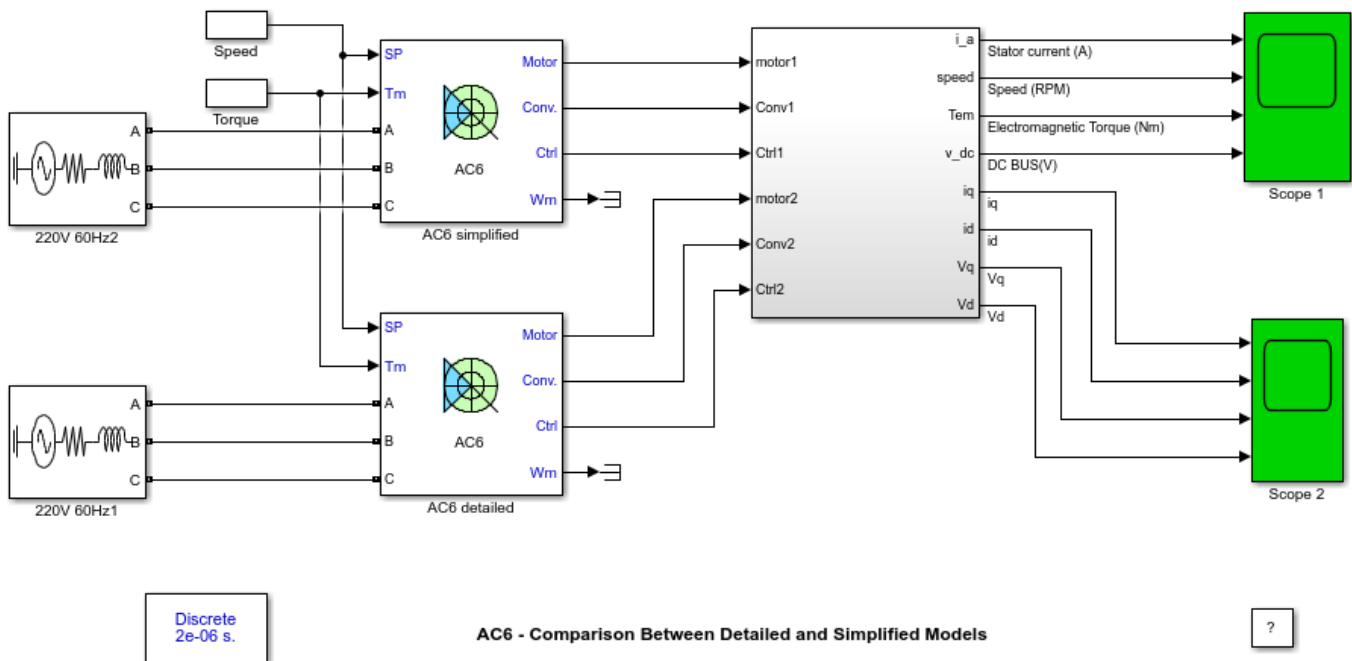 Speed
Torque
A
B
C
220V 60Hz2
SP
Tm
A
B
C
AC6
Motor
Conv.
Ctrl
Wm
AC6 simplified
motor1
Conv1
Ctrl1
motor2
Conv2
Ctrl2
i_a
speed
Tem
v_dc
iq
id
Vq
Vd
Stator current (A)
Speed (RPM)
Electromagnetic Torque (Nm)
DC BUS(V)
iq
id
Vq
Vd
Scope 1
A
B
C
220V 60Hz1
SP
Tm
A
B
C
AC6
Motor
Conv.
Ctrl
Wm
AC6 detailed
Scope 2
Discrete
2e-06 s.
AC6 - Comparison Between Detailed and Simplified Models
?